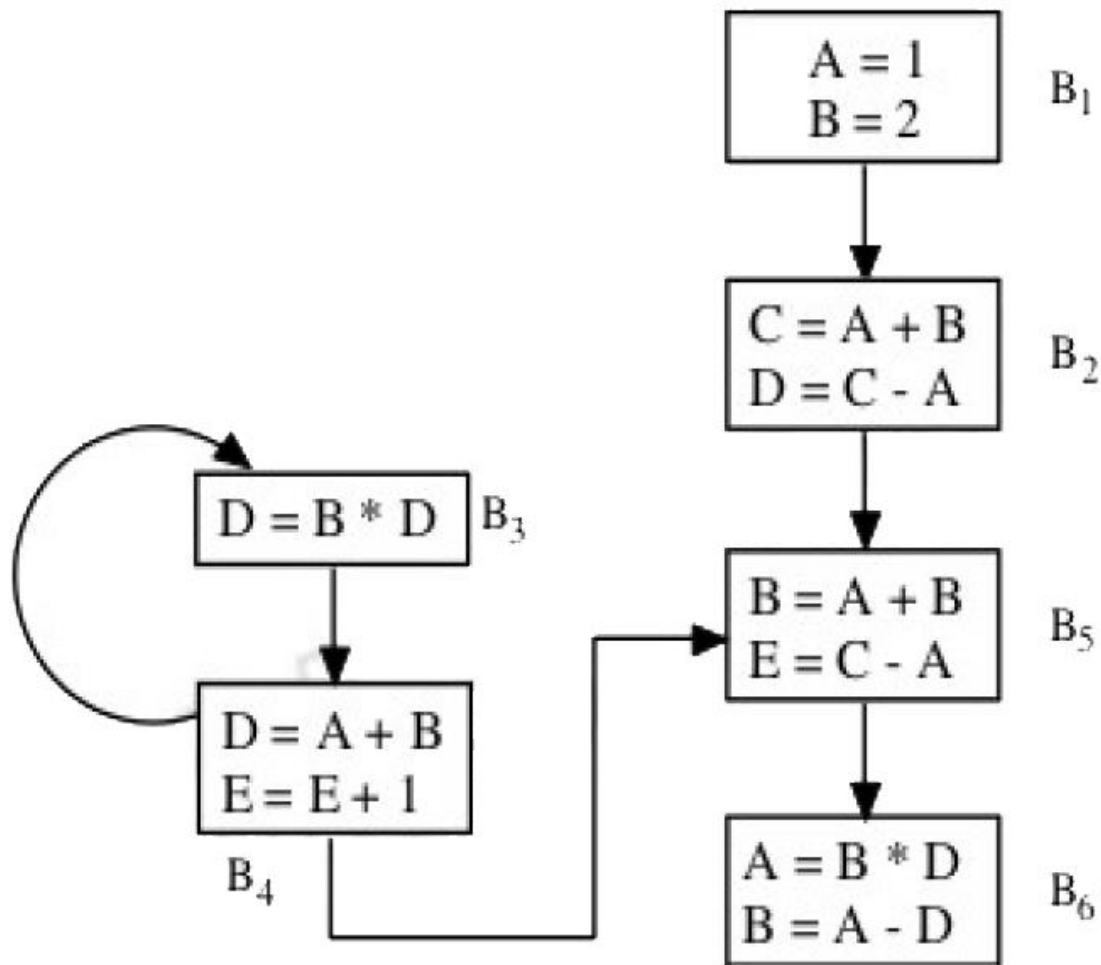 A = 1
B = 2
B1
C = A + B
D = C - A
B2
D = B * D
B3
B = A + B
E = C - A
B5
D = A + B
E = E + 1
B4
A = B * D
B = A - D
B6